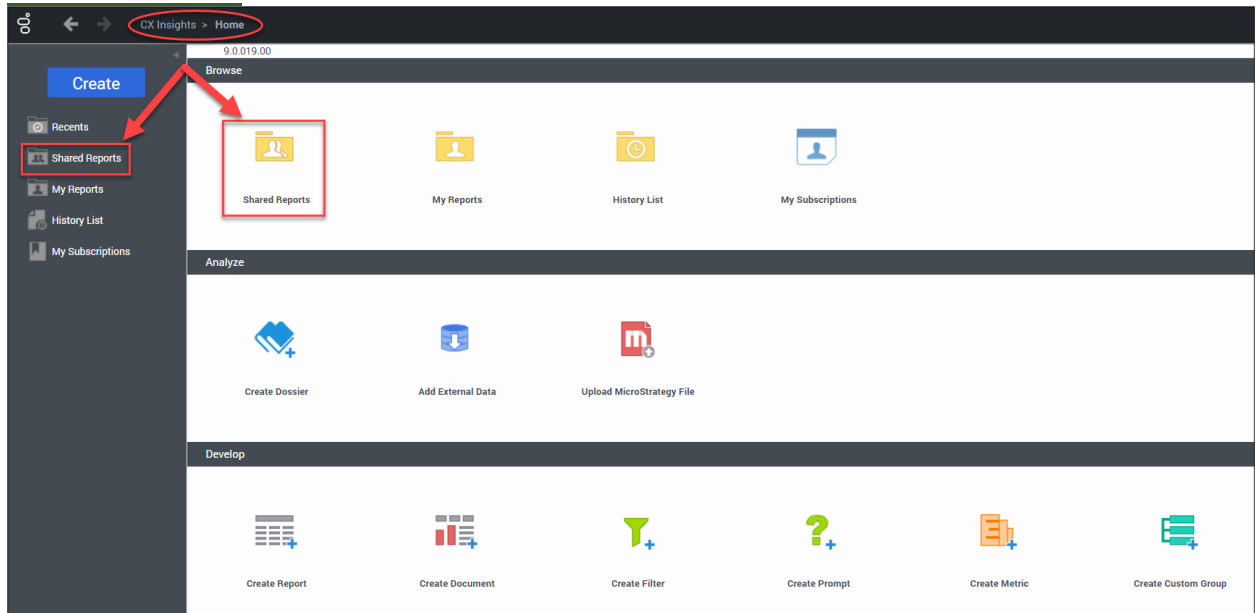 CX Insights > Home
9.0.019.00
Create
Recents
Shared Reports
My Reports
History List
My Subscriptions
Browse
Shared Reports My Reports History List My Subscriptions
Analyze
Create Dossier Add External Data Upload MicroStrategy File
Develop
Create Report Create Document Create Filter Create Prompt Create Metric Create Custom Group